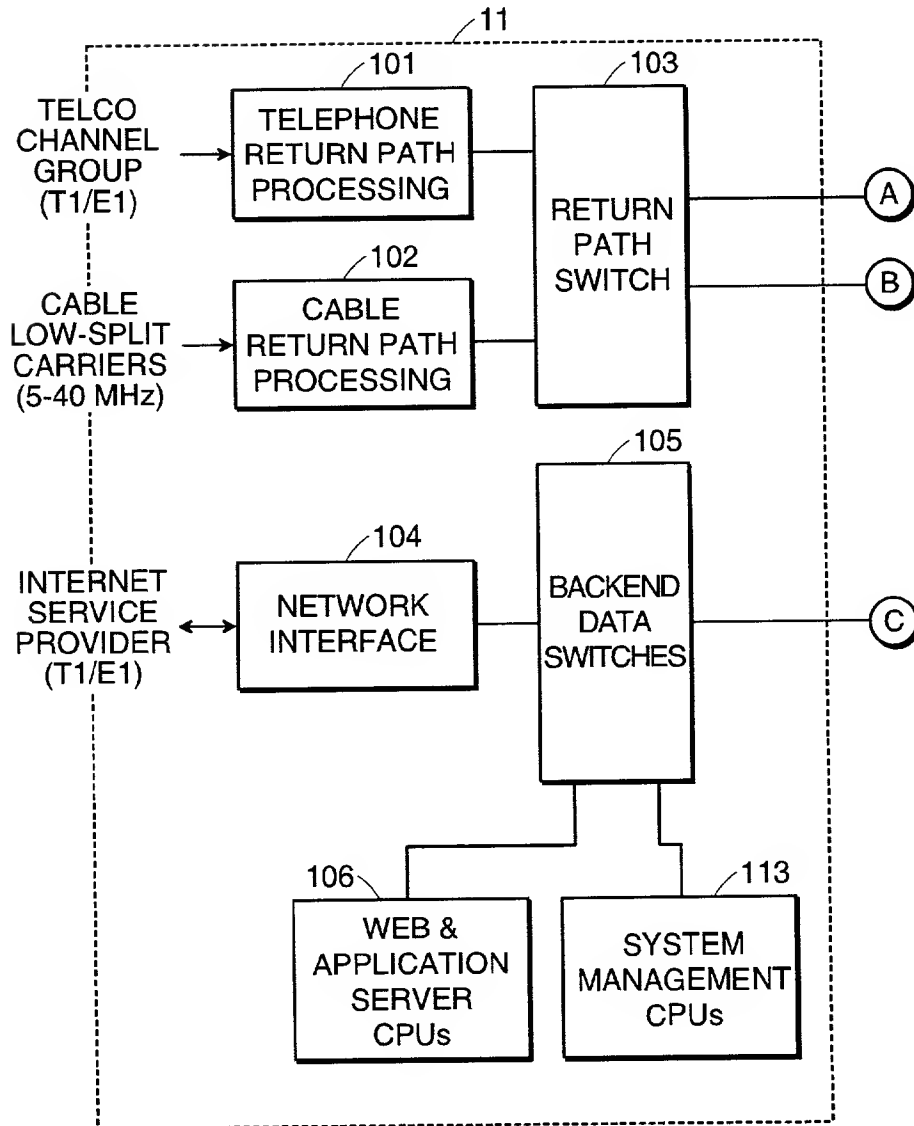 11
101
103
TELCO
CHANNEL
GROUP
(T1/E1)
TELEPHONE
RETURN PATH
PROCESSING
RETURN
PATH
SWITCH
A
B
102
CABLE
LOW-SPLIT
CARRIERS
(5-40 MHz)
CABLE
RETURN PATH
PROCESSING
105
104
INTERNET
SERVICE
PROVIDER
(T1/E1)
NETWORK
INTERFACE
BACKEND
DATA
SWITCHES
C
106
113
WEB &
APPLICATION
SERVER
CPUs
SYSTEM
MANAGEMENT
CPUs